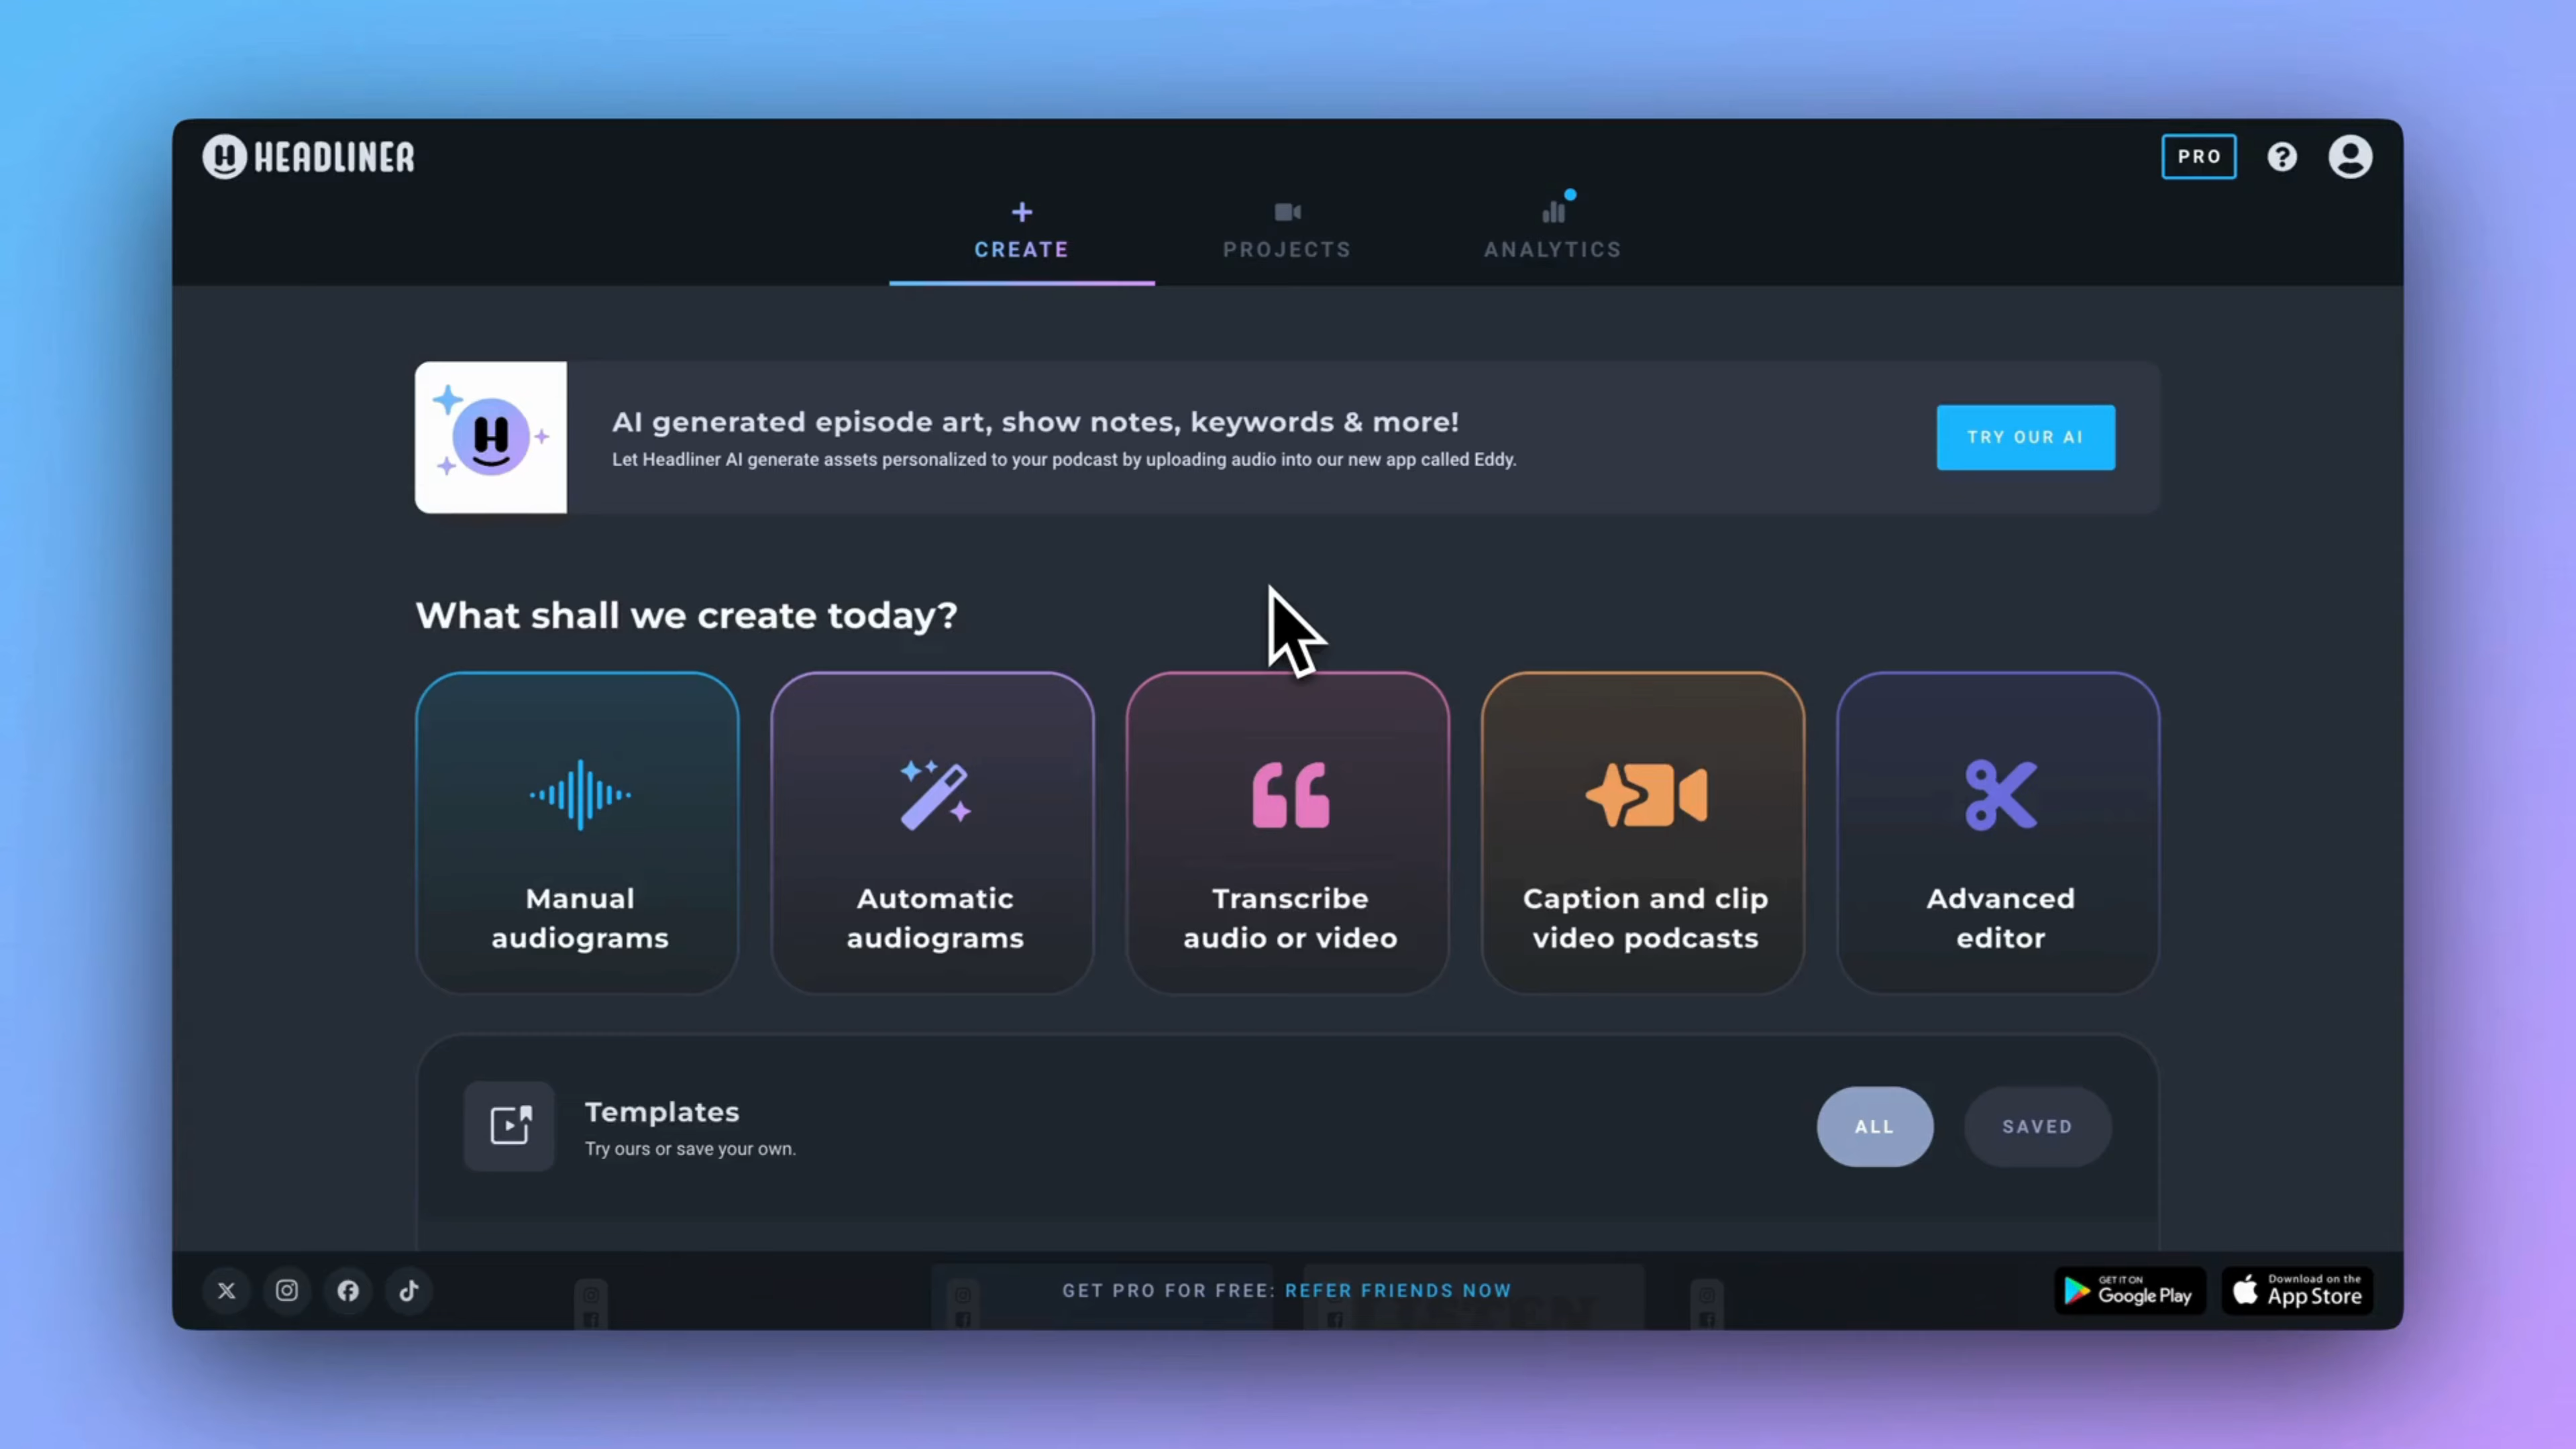 HEADLINER
PRO
CREATE
PROJECTS
ANALYTICS
AI generated episode art, show notes, keywords & more!
Let Headliner AI generate assets personalized to your podcast by uploading audio into our new app called Eddy.
TRY OUR AI
What shall we create today?
Manual
audiograms
Automatic
audiograms
Transcribe
audio or video
Caption and clip
video podcasts
Advanced
editor
Templates
Try ours or save your own.
ALL
SAVED
GET PRO FOR FREE: REFER FRIENDS NOW
GET IT ON
Google Play
Download on the
App Store